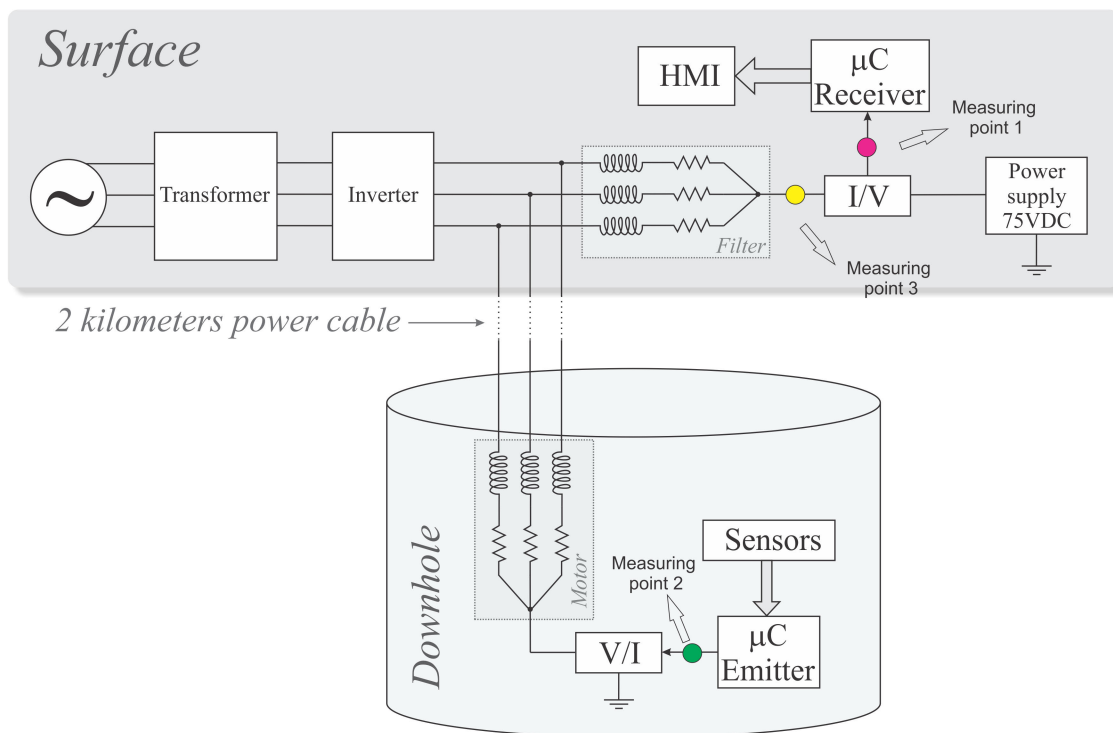 Surface
HMI
μC
Receiver
Measuring
point 1
Transformer
Inverter
I/V
Power
supply
75VDC
Filter
Measuring
point 3
2 kilometers power cable
Downhole
Motor
Sensors
Measuring
point 2
V/I
μC
Emitter